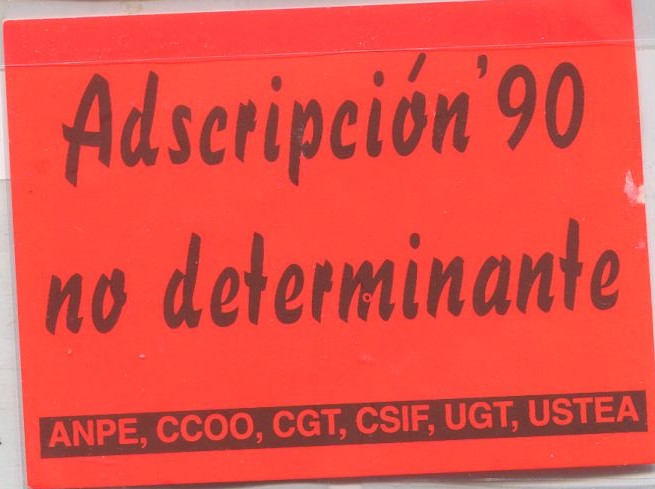 Adscripción'90
no determinante
ANPE, CCOO, CGT, CSIF, UGT, USTEA